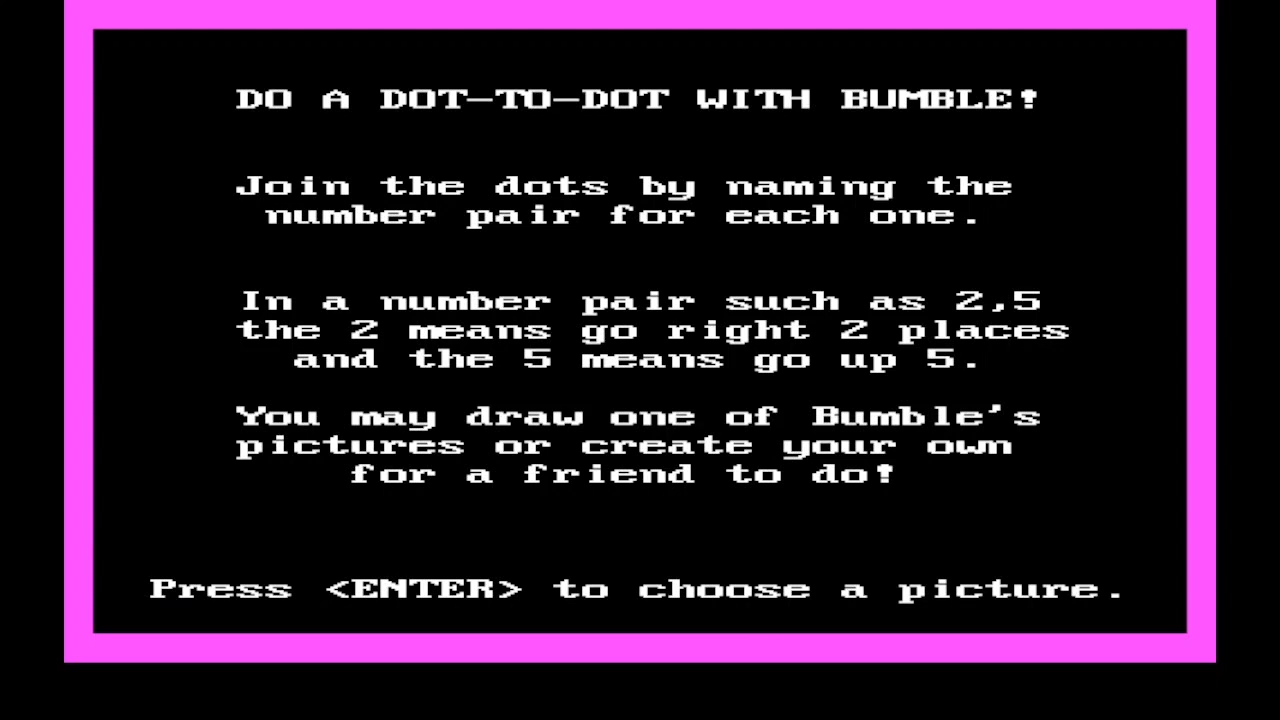 DO A DOT-TO-DOT WITH BUMBLE!
Join the dots by naming the
number pair for each one.
In a number pair such as 2,5
the 2 means go right 2 places
and the 5 means go up 5.
You may draw one of Bumble's
pictures or create your own
for a friend to do!
Press <ENTER> to choose a picture.